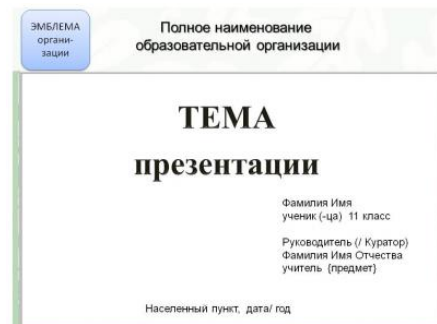 ЭМБЛЕМА
органи-
зации
Полное наименование
образовательной организации
ТЕМА
презентации
Фамилия Имя
ученик (-ца) 11 класс
Руководитель (/ Куратор)
Фамилия Имя Отчества
учитель {предмет}
Населенный пункт, дата/ год